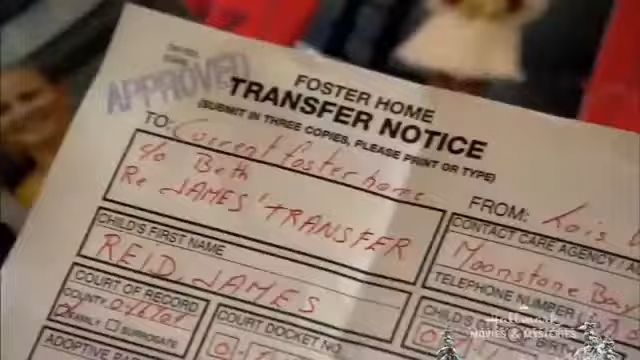 APPROVED
FOSTER HOME
TRANSFER NOTICE
(SUBMIT IN THREE COPIES, PLEASE PRINT OR TYPE)
TO: Current foster home
c/o Beth
Re JAMES' TRANSFER
FROM: Lois
CONTACT CARE AGENCY/
Moonstone Bay
TELEPHONE NUMBER
CHILD'S FIRST NAME
REID, JAMES
COURT OF RECORD
COUNTY
FAMILY SURROGATE
COURT DOCKET NO.
CHILD'S
ADOPTIVE
Hallmark
MOVIES & MYSTERIES